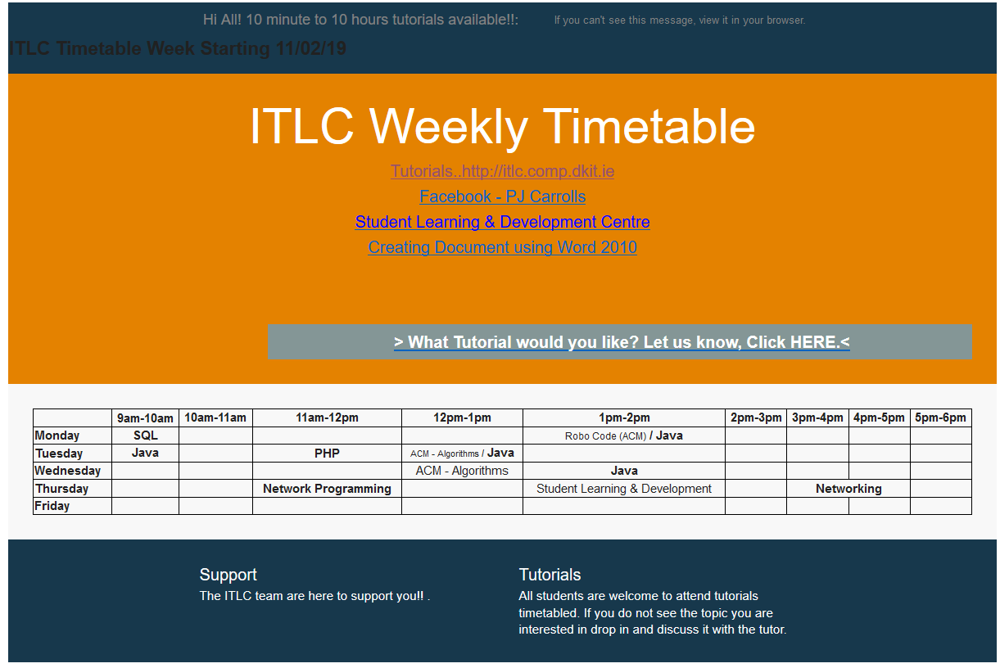 Hi All! 10 minute to 10 hours tutorials available!!: If you can't see this message, view it in your browser.
ITLC Timetable Week Starting 11/02/19
ITLC Weekly Timetable
Tutorials..http://itlc.comp.dkit.ie
Facebook - PJ Carrolls
Student Learning & Development Centre
Creating Document using Word 2010
> What Tutorial would you like? Let us know, Click HERE.<
9am-10am 10am-11am 11am-12pm 12pm-1pm 1pm-2pm 2pm-3pm 3pm-4pm 4pm-5pm 5pm-6pm
Monday SQL Robo Code (ACM) / Java
Tuesday Java PHP ACM - Algorithms / Java
Wednesday ACM - Algorithms Java
Thursday Network Programming Student Learning & Development Networking
Friday
Support
The ITLC team are here to support you!! .
Tutorials
All students are welcome to attend tutorials
timetabled. If you do not see the topic you are
interested in drop in and discuss it with the tutor.